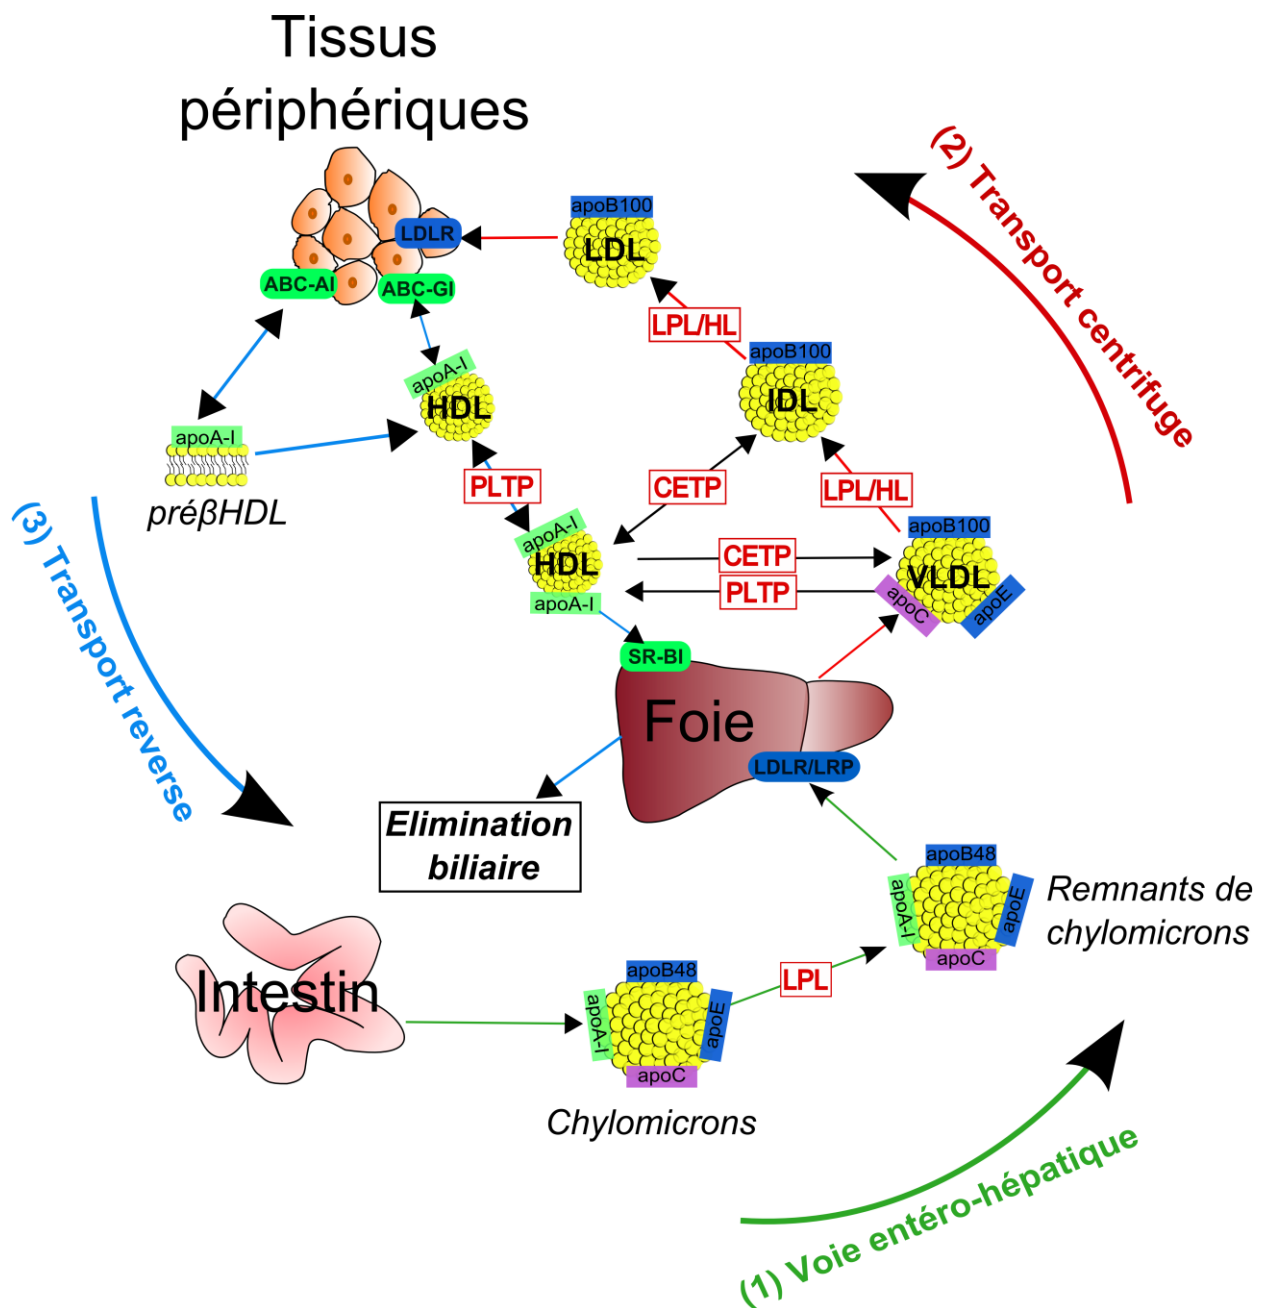 Tissus
périphériques
(2) Transport centrifuge
apoB100
LDL
LDLR
ABC-AI
ABC-GI
LPL/HL
apoB100
IDL
apoA-I
HDL
apoA-I
préβHDL
PLTP
CETP
LPL/HL
apoB100
VLDL
apoC
apoE
apoA-I
HDL
apoA-I
CETP
PLTP
(3) Transport reverse
SR-BI
Foie
LDLR/LRP
Elimination
biliaire
apoB48
apoA-I
apoE
apoC
Remnants de
chylomicrons
Intestin
apoB48
apoA-I
apoE
apoC
LPL
Chylomicrons
(1) Voie entéro-hépatique